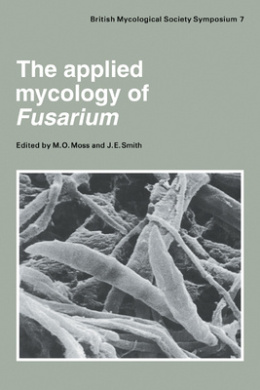 British Mycological Society Symposium 7
The applied
mycology of
Fusarium
Edited by M.O. Moss and J.E. Smith